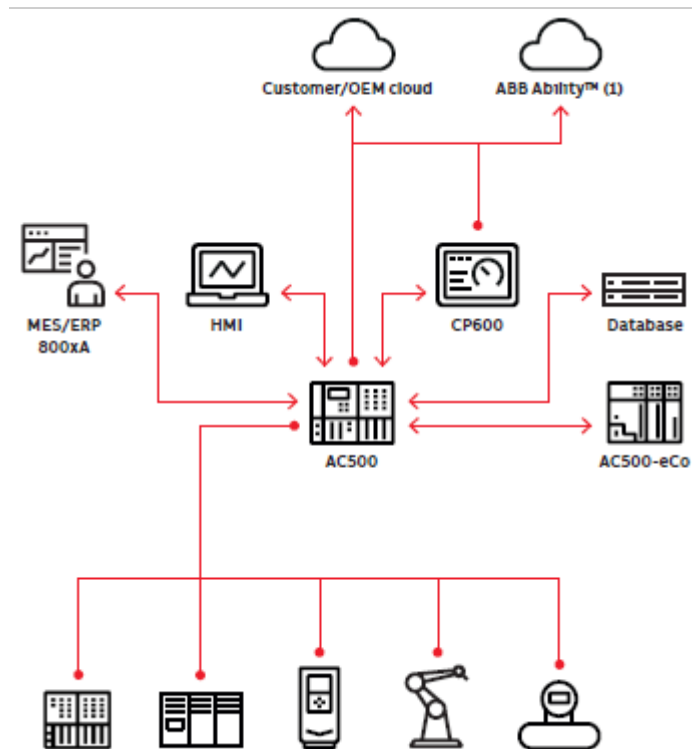 Customer/OEM cloud
ABB Ability™ (1)
MES/ERP
800xA
HMI
CP600
Database
AC500
AC500-eCo